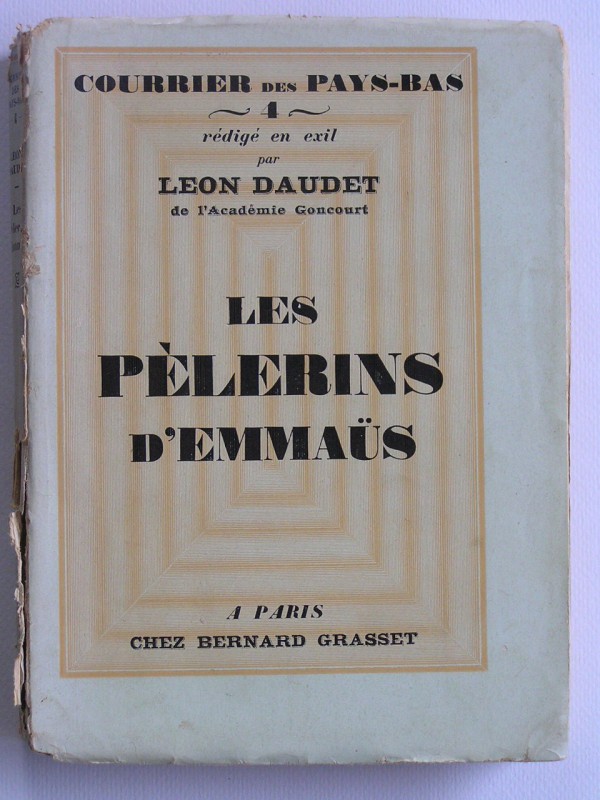 COURRIER DES PAYS-BAS
~ 4 ~
rédigé en exil
par
LEON DAUDET
de l'Académie Goncourt
LES
PÈLERINS
D'EMMAÜS
A PARIS
CHEZ BERNARD GRASSET